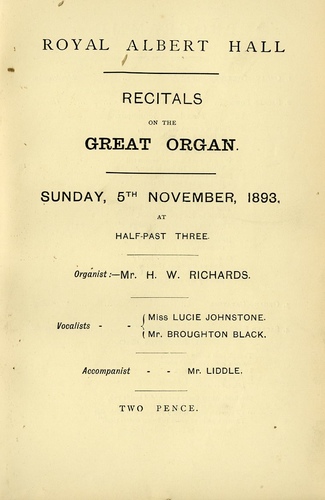 ROYAL ALBERT HALL
RECITALS
ON THE
GREAT ORGAN.
SUNDAY, 5TH NOVEMBER, 1893,
AT
HALF-PAST THREE.
Organist:—Mr. H. W. RICHARDS.
Vocalists - - { Miss LUCIE JOHNSTONE.
Mr. BROUGHTON BLACK.
Accompanist - - Mr. LIDDLE.
TWO PENCE.